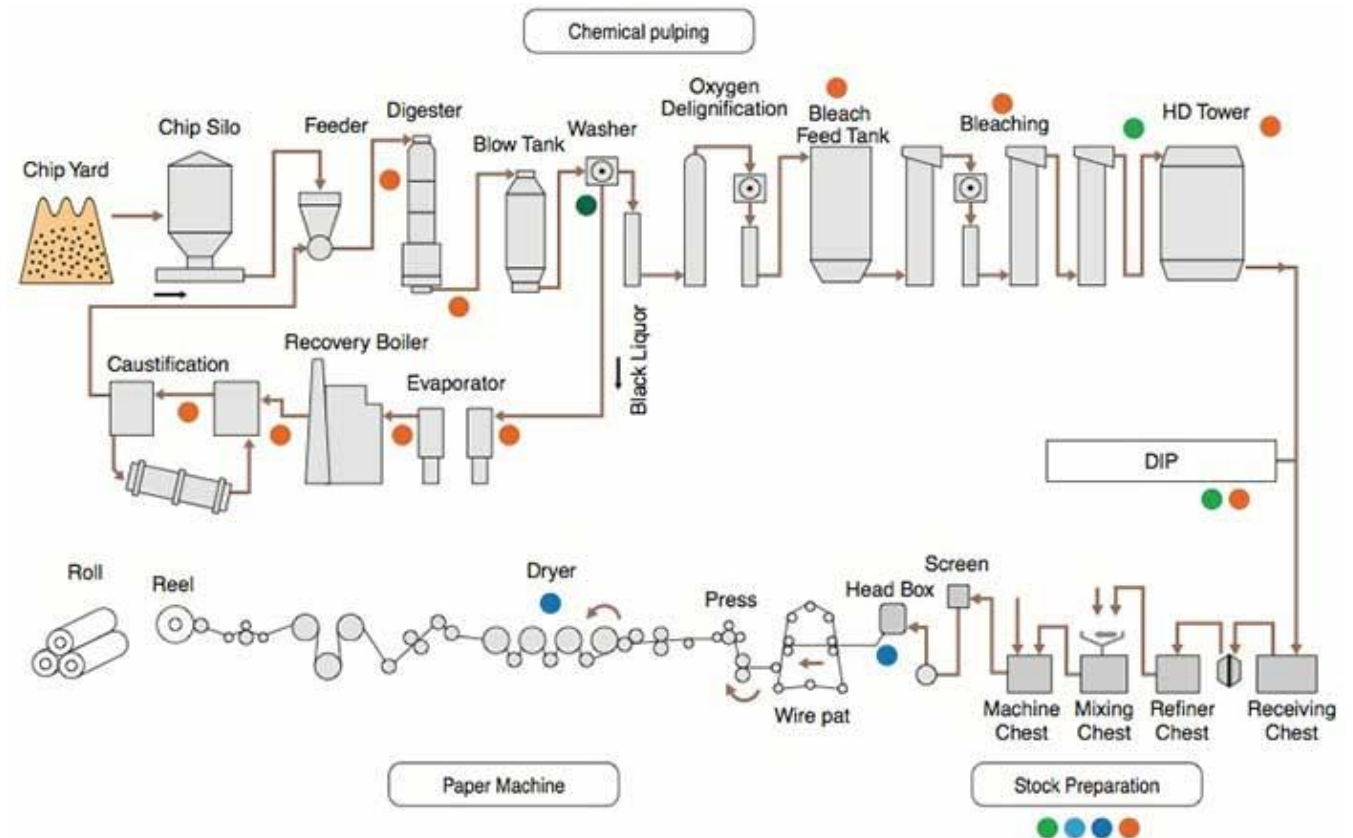 Chemical pulping
Chip Yard
Chip Silo
Feeder
Digester
Blow Tank
Washer
Oxygen
Delignification
Bleach
Feed Tank
Bleaching
HD Tower
Black Liquor
Caustification
Recovery Boiler
Evaporator
DIP
Roll
Reel
Dryer
Press
Wire pat
Head Box
Screen
Machine
Chest
Mixing
Chest
Refiner
Chest
Receiving
Chest
Paper Machine
Stock Preparation